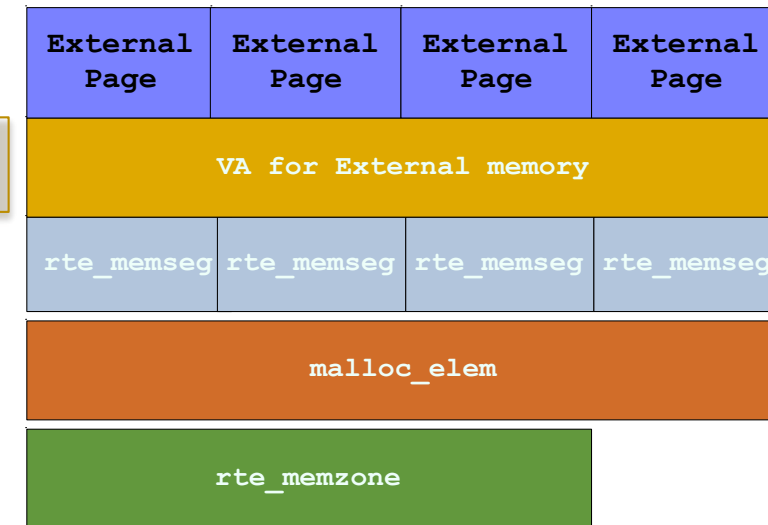 External External External External
Page Page Page Page
VA for External memory
rte_memseg rte_memseg rte_memseg rte_memseg
malloc_elem
rte_memzone